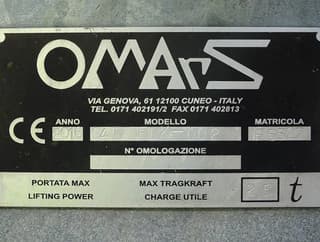 OMARS
VIA GENOVA, 61 12100 CUNEO - ITALY
TEL. 0171 402191/2 FAX 0171 402813
CE ANNO MODELLO MATRICOLA
N° OMOLOGAZIONE
PORTATA MAX MAX TRAGKRAFT
LIFTING POWER CHARGE UTILE t